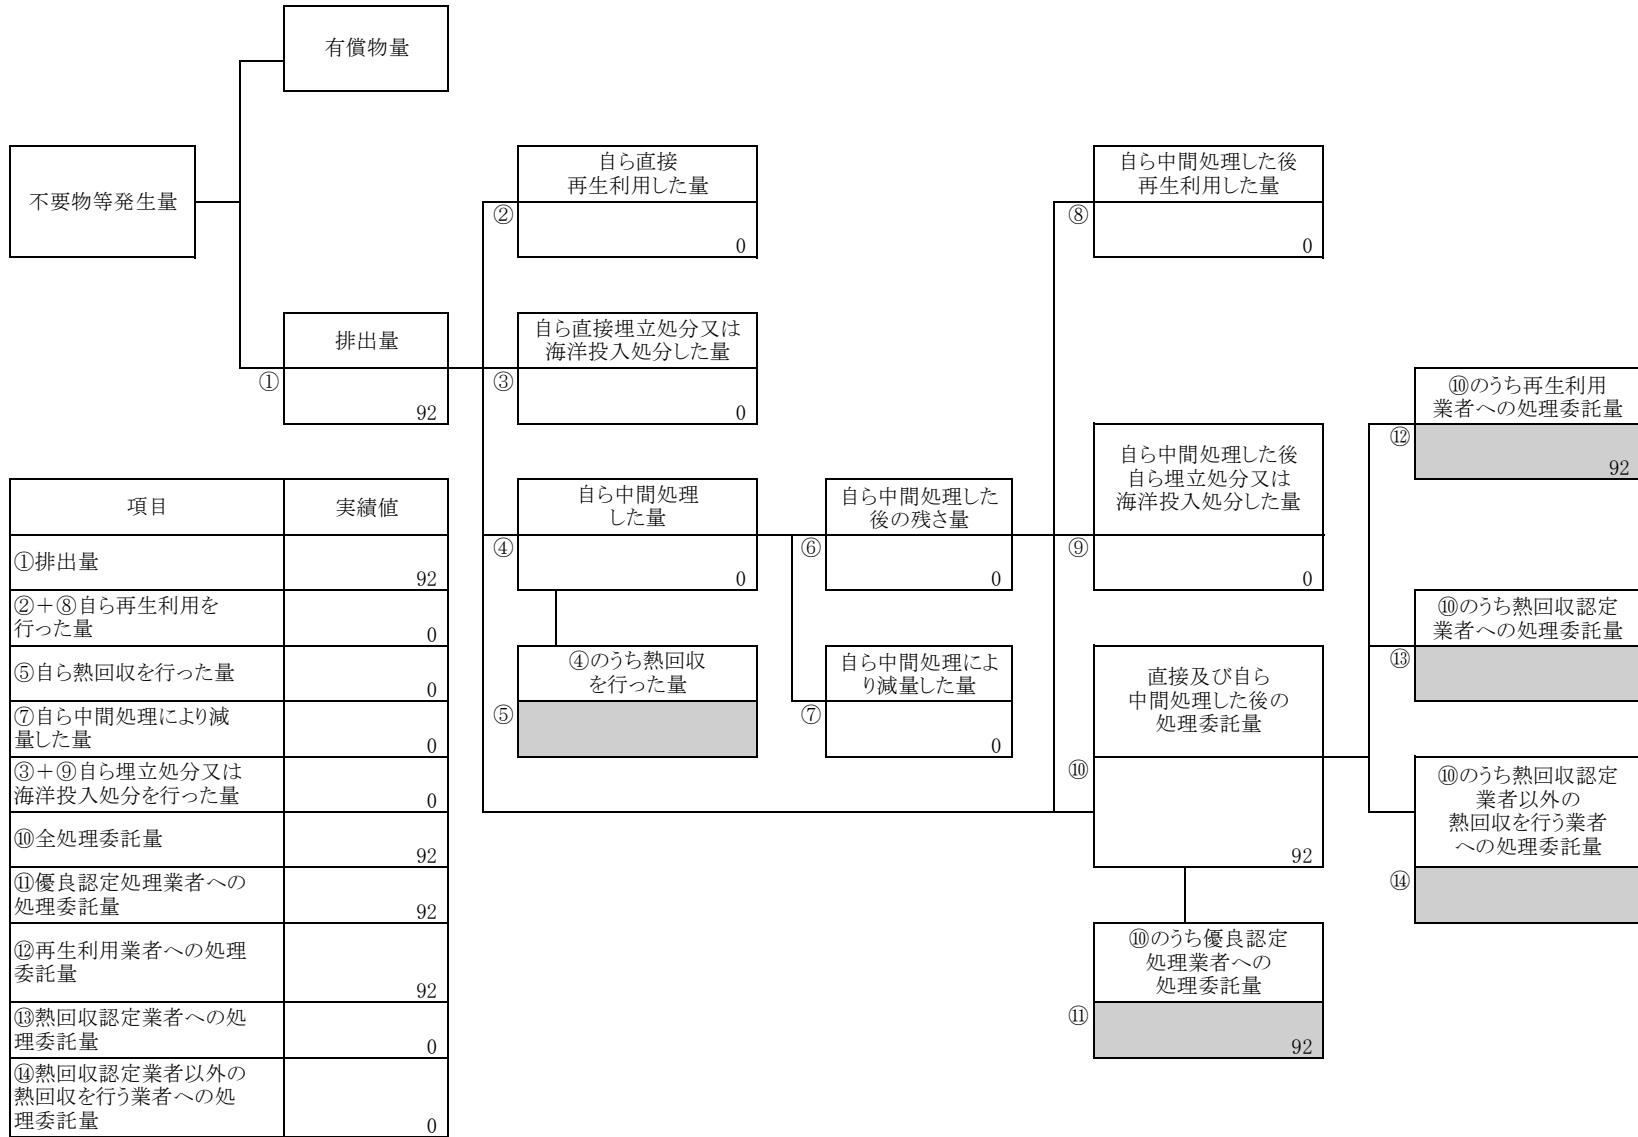 有償物量
不要物等発生量
自ら直接
再生利用した量
②
0
自ら中間処理した後
再生利用した量
⑧
0
排出量
①
92
自ら直接埋立処分又は
海洋投入処分した量
③
0
⑩のうち再生利用
業者への処理委託量
⑫
92
自ら中間処理
した量
④
0
自ら中間処理した
後の残さ量
⑥
0
自ら中間処理した後
自ら埋立処分又は
海洋投入処分した量
⑨
0
⑩のうち熱回収認定
業者への処理委託量
⑬
④のうち熱回収
を行った量
⑤
自ら中間処理によ
り減量した量
⑦
0
直接及び自ら
中間処理した後の
処理委託量
⑩
92
⑩のうち熱回収認定
業者以外の
熱回収を行う業者
への処理委託量
⑭
⑩のうち優良認定
処理業者への
処理委託量
⑪
92
項目 実績値
①排出量
92
②+⑧自ら再生利用を
行った量
0
⑤自ら熱回収を行った量
0
⑦自ら中間処理により減
量した量
0
③+⑨自ら埋立処分又は
海洋投入処分を行った量
0
⑩全処理委託量
92
⑪優良認定処理業者への
処理委託量
92
⑫再生利用業者への処理
委託量
92
⑬熱回収認定業者への処
理委託量
0
⑭熱回収認定業者以外の
熱回収を行う業者への処
理委託量
0